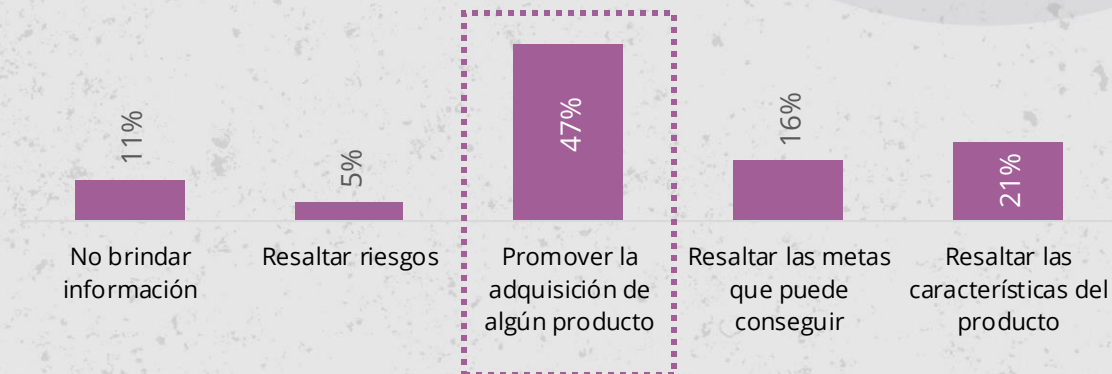 11%
5%
47%
16%
21%
No brindar
información
Resaltar riesgos
Promover la
adquisición de
algún producto
Resaltar las metas
que puede
conseguir
Resaltar las
características del
producto